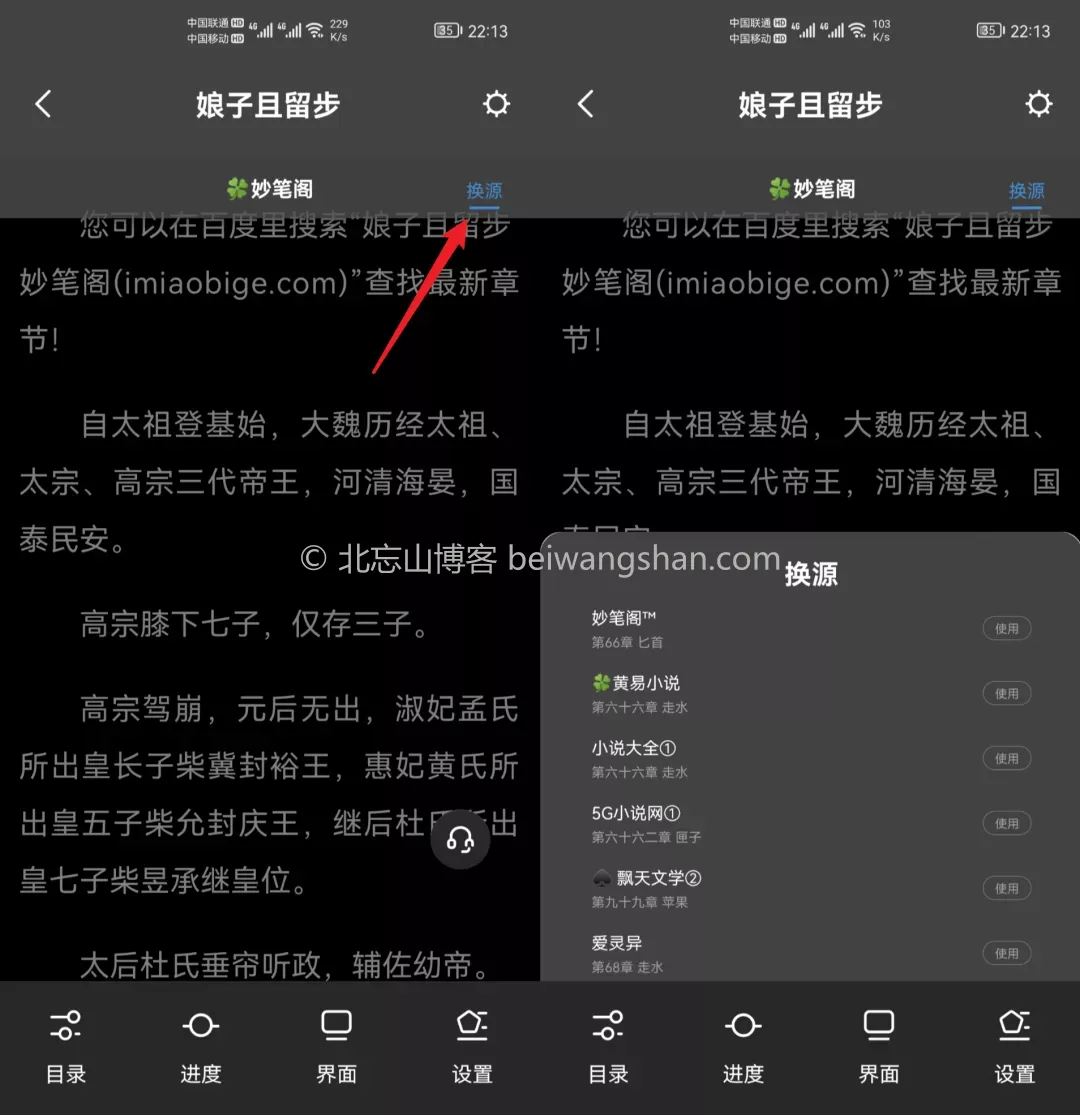 中国联通 HD
中国移动 HD
4G 4G
229
K/s
35
22:13
娘子且留步
妙笔阁
换源
您可以在百度里搜索“娘子且留步
妙笔阁(imiaobige.com)”查找最新章
节!
自太祖登基始，大魏历经太祖、
太宗、高宗三代帝王，河清海晏，国
泰民安。
高宗膝下七子，仅存三子。
高宗驾崩，元后无出，淑妃孟氏
所出皇长子柴冀封裕王，惠妃黄氏所
出皇五子柴允封庆王，继后杜氏所出
皇七子柴昱承继皇位。
太后杜氏垂帘听政，辅佐幼帝。
目录
进度
界面
设置
中国联通 HD
中国移动 HD
4G 4G
103
K/s
35
22:13
娘子且留步
妙笔阁
换源
您可以在百度里搜索“娘子且留步
妙笔阁(imiaobige.com)”查找最新章
节!
自太祖登基始，大魏历经太祖、
太宗、高宗三代帝王，河清海晏，国
泰民安
© 北忘山博客 beiwangshan.com
换源
妙笔阁™
第66章 匕首
使用
黄易小说
第六十六章 走水
使用
小说大全①
第六十六章 走水
使用
5G小说网①
第六十六二章 匣子
使用
飘天文学②
第九十九章 苹果
使用
爱灵异
第68章 走水
使用
目录
进度
界面
设置